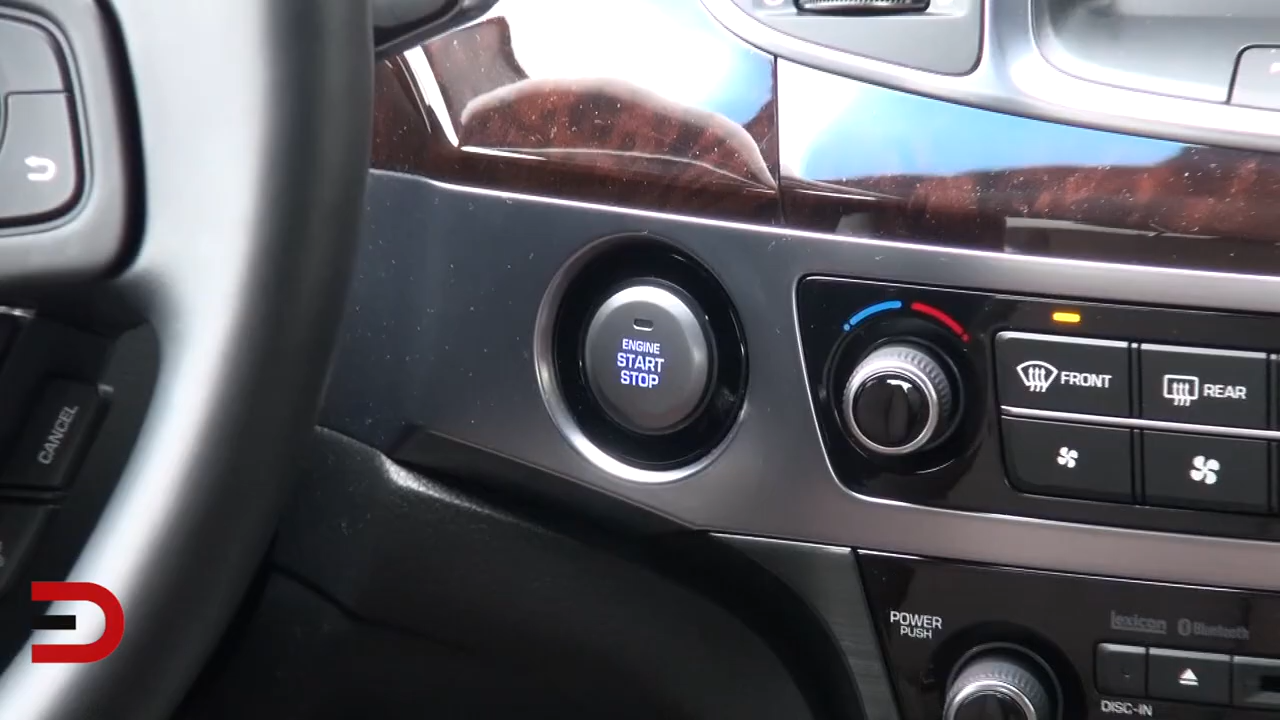 ENGINE
START
STOP
FRONT
REAR
CANCEL
POWER
PUSH
lexicon
Bluetooth
DISC-IN